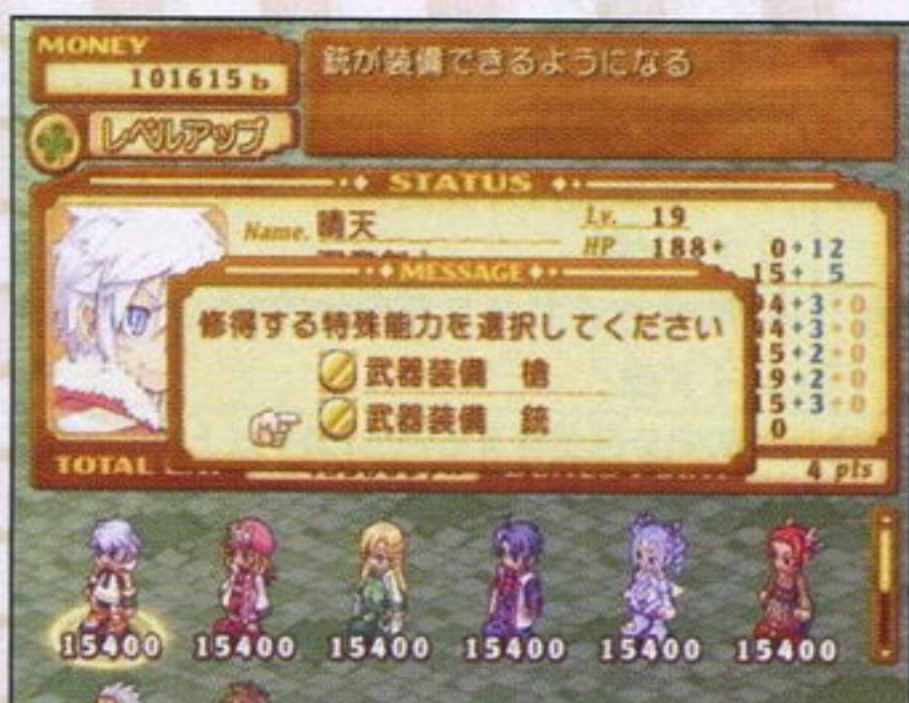 MONEY
101615 b
銃が装備できるようになる
レベルアップ
STATUS
Name. 晴天
Lv. 19
HP 188+ 0+12
15+ 5
94+3+0
44+3+0
15+2+0
19+2+0
15+3+0
0
MESSAGE
修得する特殊能力を選択してください
武器装備 槍
武器装備 銃
TOTAL
4 pts
15400 15400 15400 15400 15400 15400